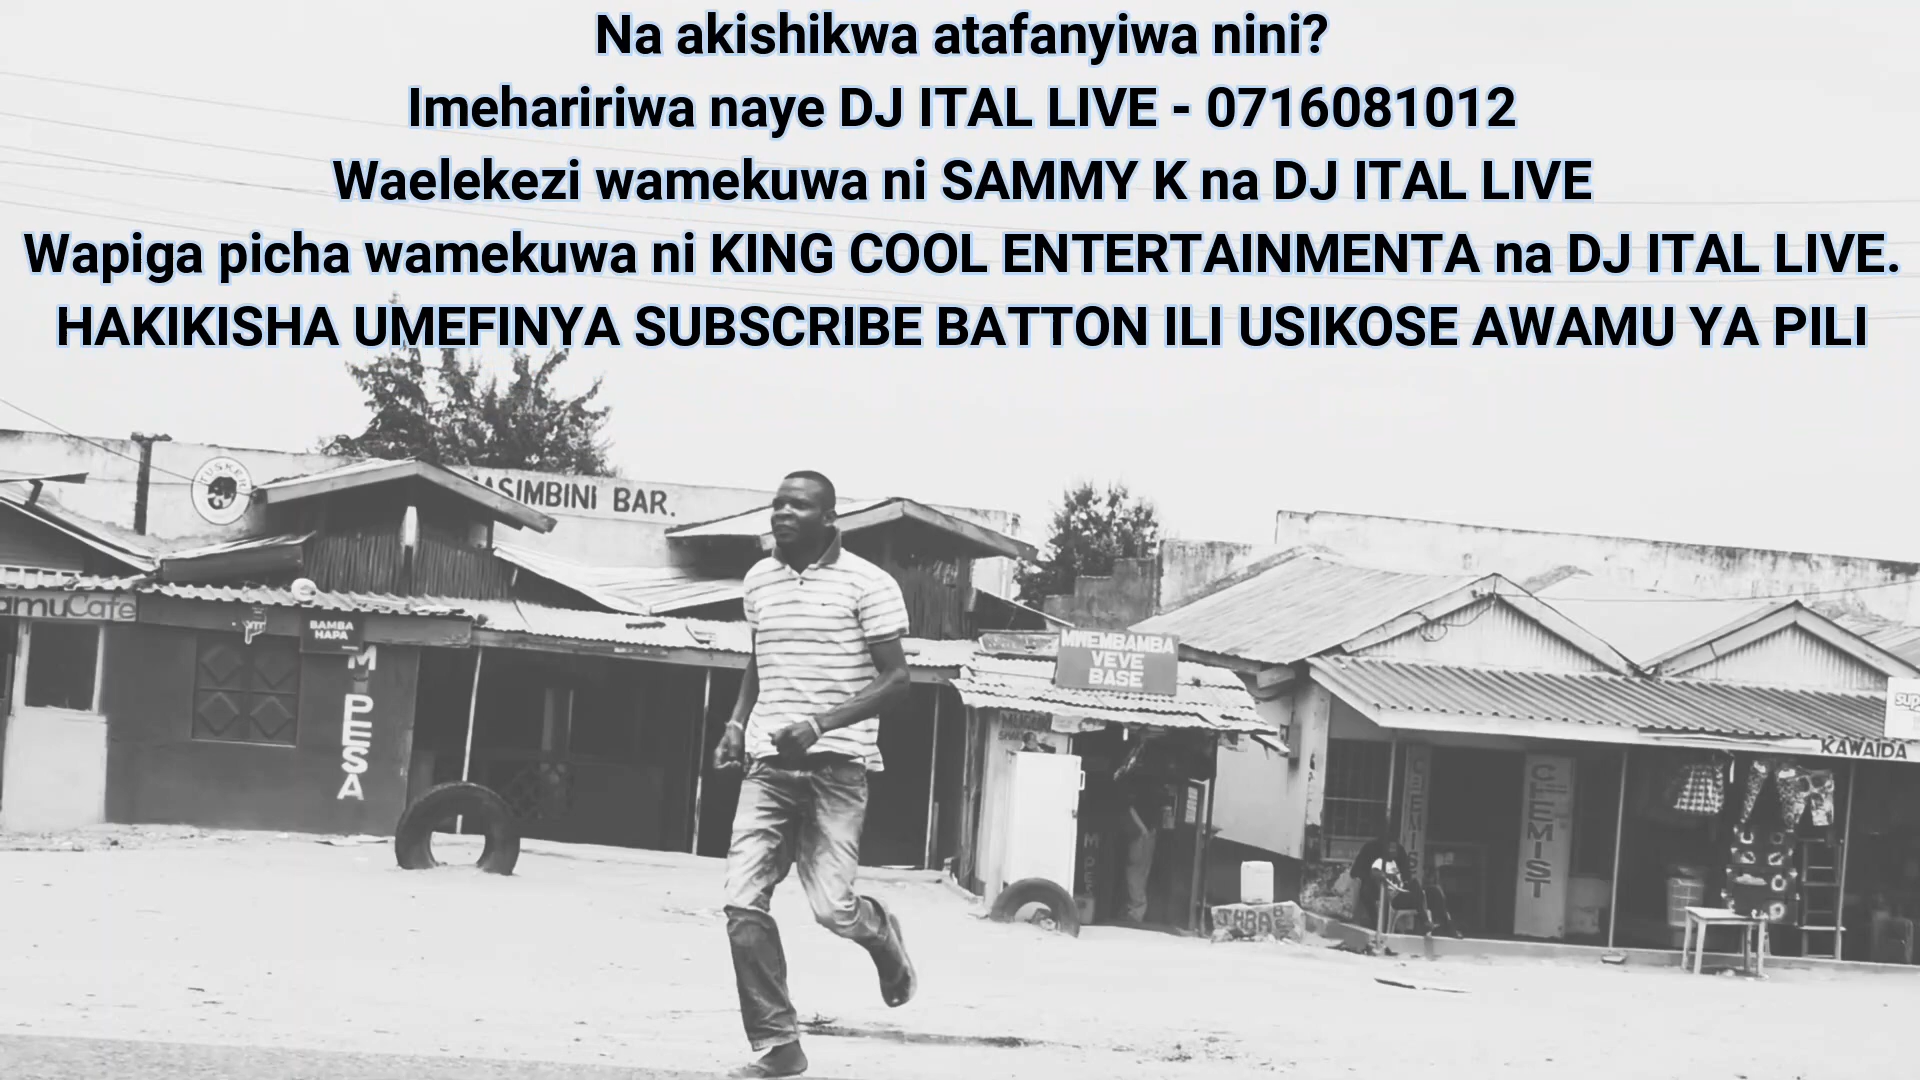 Na akishikwa atafanyiwa nini?
Imehaririwa naye DJ ITAL LIVE - 0716081012
Waelekezi wamekuwa ni SAMMY K na DJ ITAL LIVE
Wapiga picha wamekuwa ni KING COOL ENTERTAINMENTA na DJ ITAL LIVE.
HAKIKISHA UMEFINYA SUBSCRIBE BATTON ILI USIKOSE AWAMU YA PILI
TUSKER
ASIMBINI BAR.
amuCafe
BAMBA
HAPA
M PESA
MWEMBAMBA
VEVE
BASE
CHEMIST
KAWAIDA